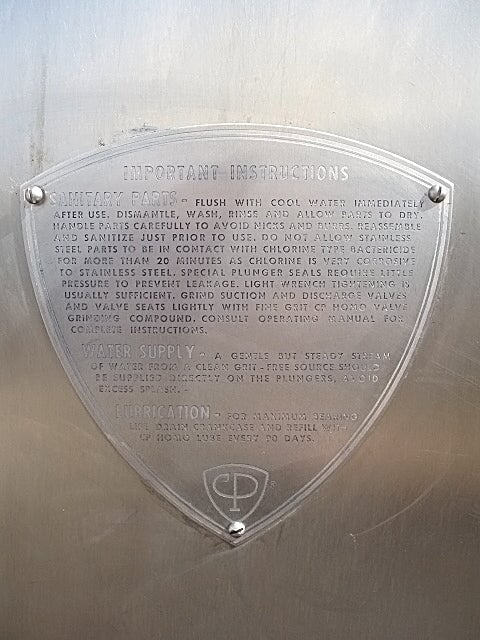 IMPORTANT INSTRUCTIONS
SANITARY PARTS - FLUSH WITH COOL WATER IMMEDIATELY
AFTER USE. DISMANTLE, WASH, RINSE AND ALLOW PARTS TO DRY.
HANDLE PARTS CAREFULLY TO AVOID NICKS AND BURRS. REASSEMBLE
AND SANITIZE JUST PRIOR TO USE. DO NOT ALLOW STAINLESS
STEEL PARTS TO BE IN CONTACT WITH CHLORINE TYPE BACTERICIDS
FOR MORE THAN 20 MINUTES AS CHLORINE IS VERY CORROSIVE
TO STAINLESS STEEL. SPECIAL PLUNGER SEALS REQUIRE LITTLE
PRESSURE TO PREVENT LEAKAGE. LIGHT WRENCH TIGHTENING IS
USUALLY SUFFICIENT. GRIND SUCTION AND DISCHARGE VALVES
AND VALVE SEATS LIGHTLY WITH FINE GRIT CP HOMO VALVE
GRINDING COMPOUND. CONSULT OPERATING MANUAL FOR
COMPLETE INSTRUCTIONS.
WATER SUPPLY - A GENTLE BUT STEADY STREAM
OF WATER FROM A CLEAN GRIT-FREE SOURCE SHOULD
BE SUPPLIED DIRECTLY ON THE PLUNGERS, AVOID
EXCESS SPLASH. -
LUBRICATION - FOR MAXIMUM BEARING
LIFE DRAIN CRANKCASE AND REFILL WITH
CP HOMO LUBE EVERY 90 DAYS.
CP®